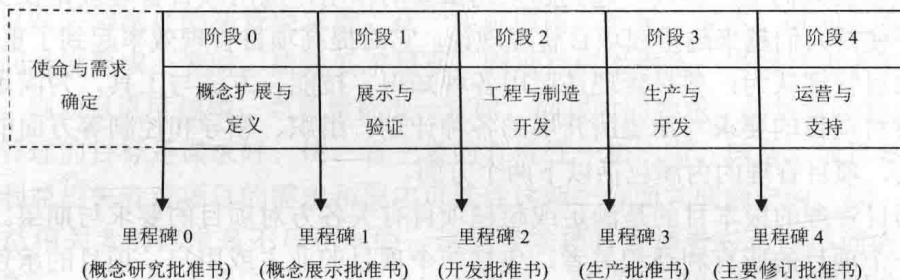 阶段 0 阶段 1 阶段 2 阶段 3 阶段 4
使命与需求
确定
概念扩展与
定义
展示与
验证
工程与制造
开发
生产与
开发
运营与
支持
里程碑 0 里程碑 1 里程碑 2 里程碑 3 里程碑 4
(概念研究批准书) (概念展示批准书) (开发批准书) (生产批准书) (主要修订批准书)